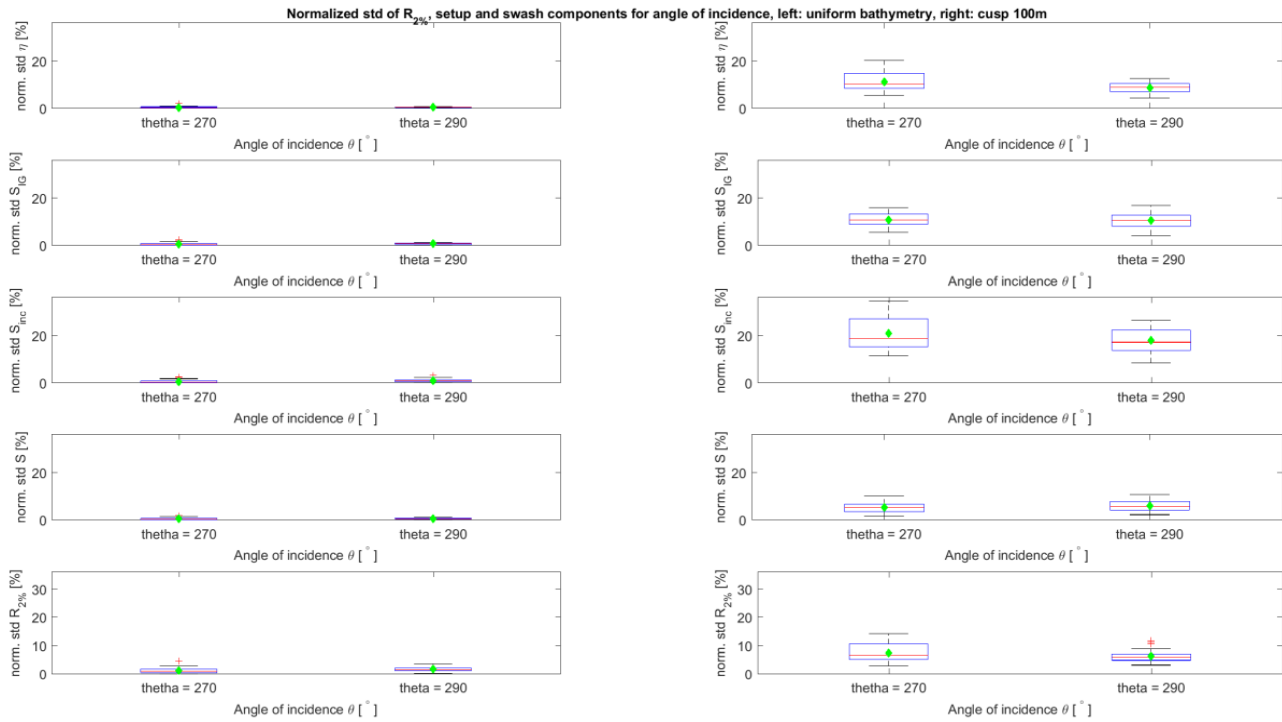 Normalized std of R2%, setup and swash components for angle of incidence, left: uniform bathymetry, right: cusp 100m
norm. std η [%]
20
0
thetha = 270
theta = 290
Angle of incidence θ [ ° ]
norm. std η [%]
20
0
thetha = 270
theta = 290
Angle of incidence θ [ ° ]
norm. std SIG [%]
20
0
thetha = 270
theta = 290
Angle of incidence θ [ ° ]
norm. std SIG [%]
20
0
thetha = 270
theta = 290
Angle of incidence θ [ ° ]
norm. std Sinc [%]
20
0
thetha = 270
theta = 290
Angle of incidence θ [ ° ]
norm. std Sinc [%]
20
0
thetha = 270
theta = 290
Angle of incidence θ [ ° ]
norm. std S [%]
20
0
thetha = 270
theta = 290
Angle of incidence θ [ ° ]
norm. std S [%]
20
0
thetha = 270
theta = 290
Angle of incidence θ [ ° ]
norm. std R2% [%]
30
20
10
0
thetha = 270
theta = 290
Angle of incidence θ [ ° ]
norm. std R2% [%]
30
20
10
0
thetha = 270
theta = 290
Angle of incidence θ [ ° ]